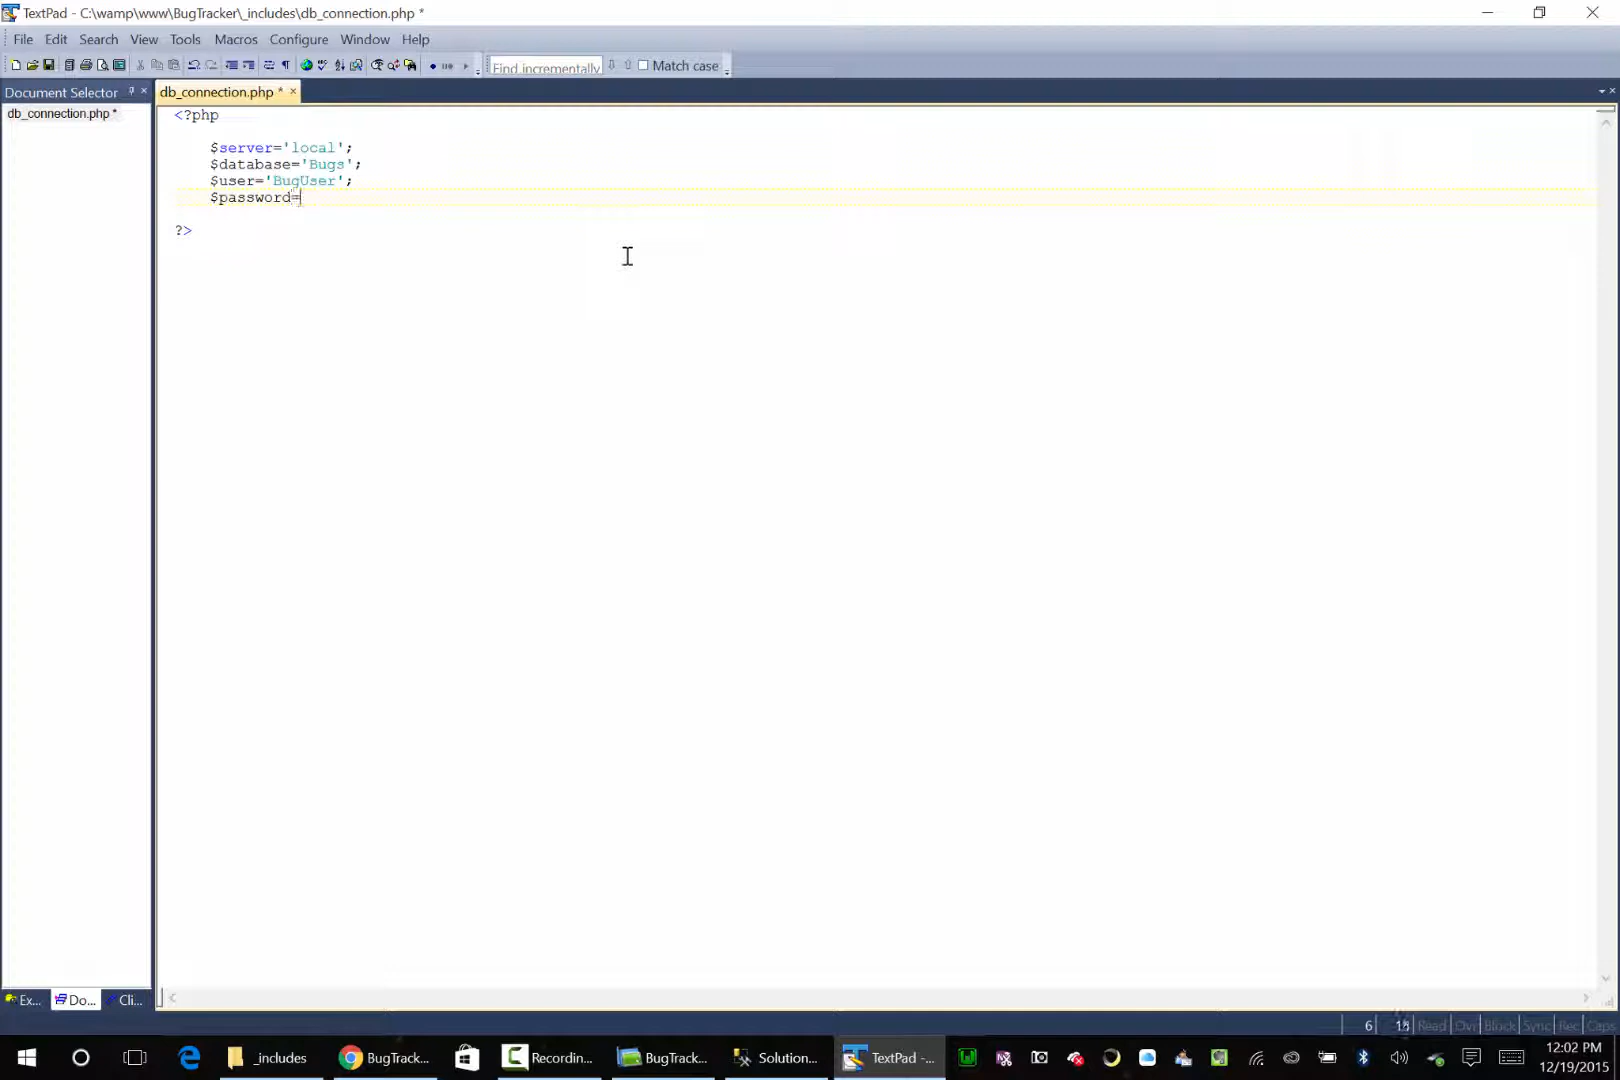 TextPad - C:\wamp\www\BugTracker\_includes\db_connection.php *
File Edit Search View Tools Macros Configure Window Help
Find incrementally Match case
Document Selector
db_connection.php *
db_connection.php *
<?php
$server='local';
$database='Bugs';
$user='BugUser';
$password=
?>
Ex... Do... Cli...
6 15 Read Ovr Block Sync Rec Caps
_includes BugTrack... Recordin... BugTrack... Solution... TextPad -...
12:02 PM
12/19/2015